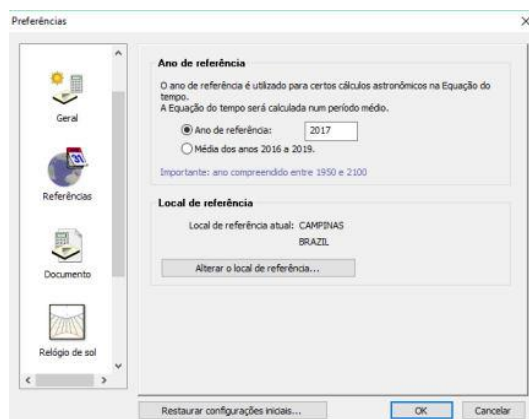 Preferências
Geral
Referências
Documento
Relógio de sol
Ano de referência
O ano de referência é utilizado para certos cálculos astronômicos na Equação do
tempo.
A Equação do tempo será calculada num período médio.
Ano de referência: 2017
Média dos anos 2016 a 2019.
Importante: ano compreendido entre 1950 e 2100
Local de referência
Local de referência atual: CAMPINAS
BRAZIL
Alterar o local de referência...
Restaurar configurações iniciais...
OK
Cancelar